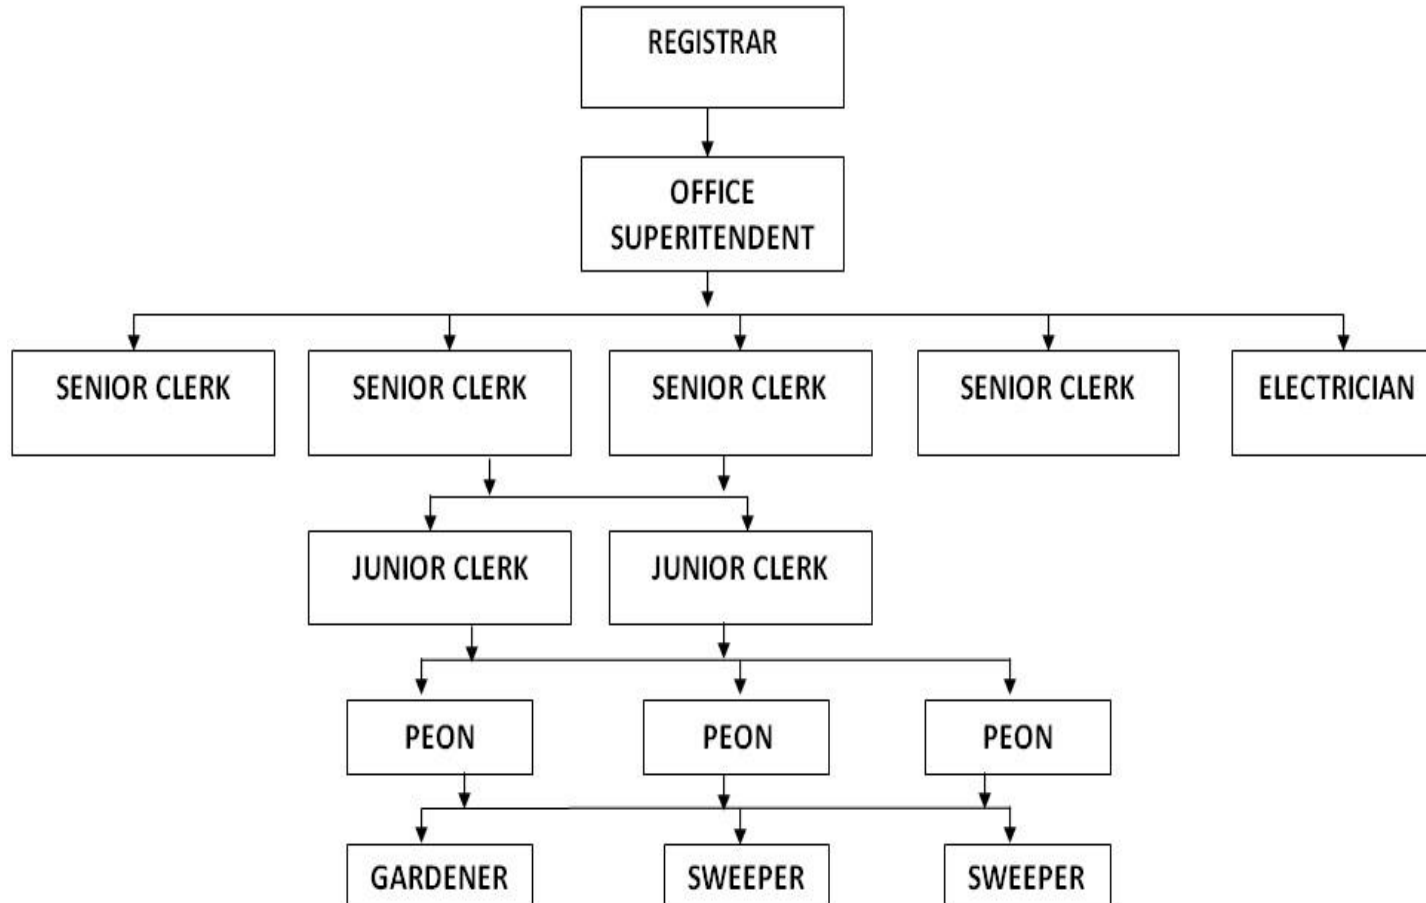 REGISTRAR
OFFICE
SUPERITENDENT
SENIOR CLERK
SENIOR CLERK
SENIOR CLERK
SENIOR CLERK
ELECTRICIAN
JUNIOR CLERK
JUNIOR CLERK
PEON
PEON
PEON
GARDENER
SWEEPER
SWEEPER